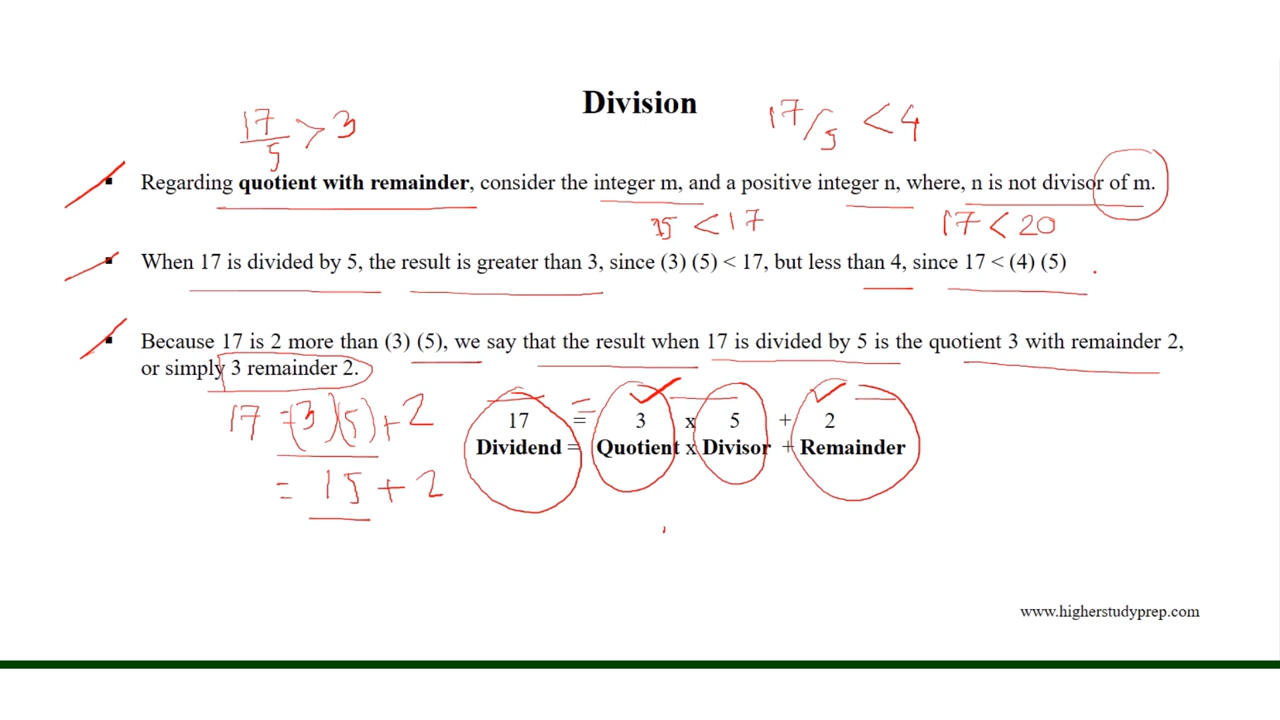 Division
17/5 > 3
17/5 < 4
▪ Regarding quotient with remainder, consider the integer m, and a positive integer n, where, n is not divisor of m.
15 < 17
17 < 20
▪ When 17 is divided by 5, the result is greater than 3, since (3) (5) < 17, but less than 4, since 17 < (4) (5)
▪ Because 17 is 2 more than (3) (5), we say that the result when 17 is divided by 5 is the quotient 3 with remainder 2,
or simply 3 remainder 2.
17 = (3)(5) + 2
= 15 + 2
17 = 3 x 5 + 2
Dividend = Quotient x Divisor + Remainder
www.higherstudyprep.com